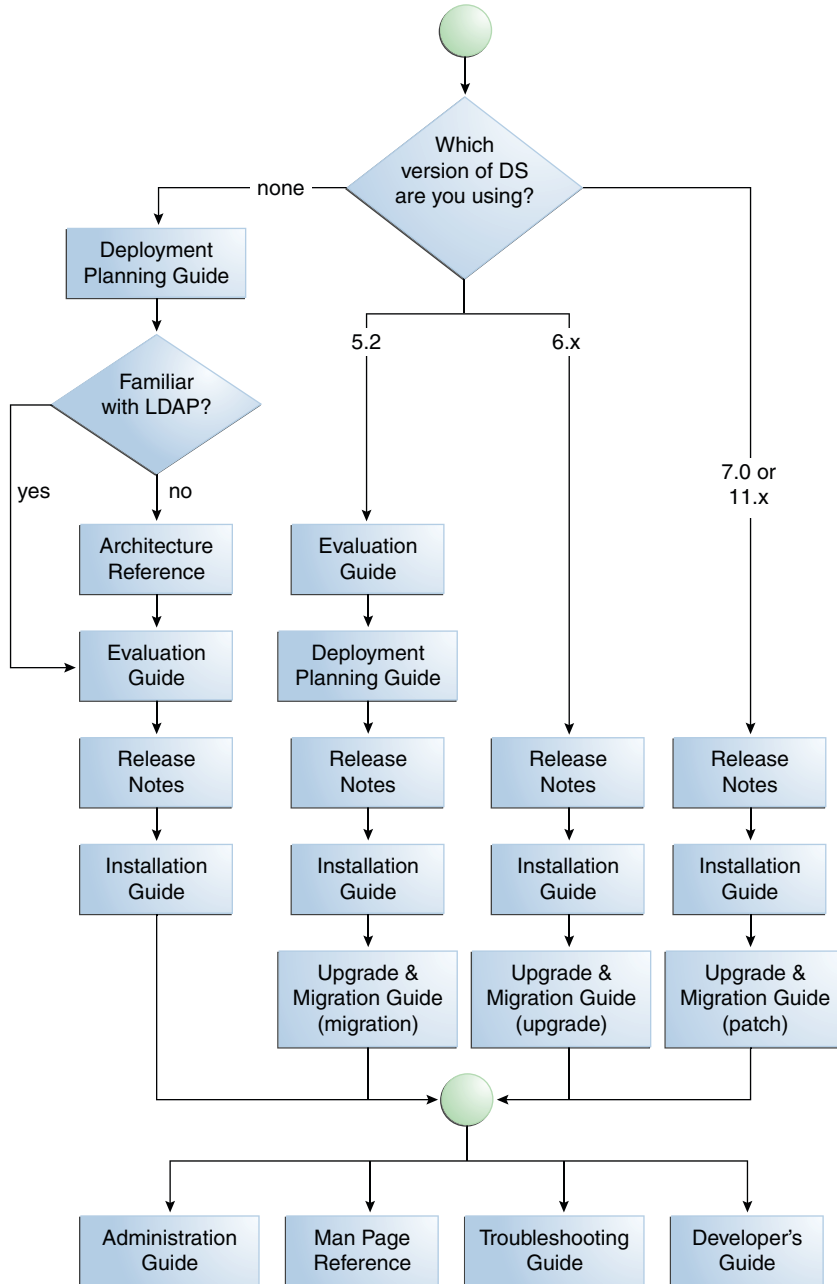 Which
version of DS
are you using?
none
Deployment
Planning Guide
5.2
6.x
Familiar
with LDAP?
7.0 or
11.x
yes
no
Architecture
Reference
Evaluation
Guide
Evaluation
Guide
Deployment
Planning Guide
Release
Notes
Release
Notes
Release
Notes
Release
Notes
Installation
Guide
Installation
Guide
Installation
Guide
Installation
Guide
Upgrade &
Migration Guide
(migration)
Upgrade &
Migration Guide
(upgrade)
Upgrade &
Migration Guide
(patch)
Administration
Guide
Man Page
Reference
Troubleshooting
Guide
Developer's
Guide